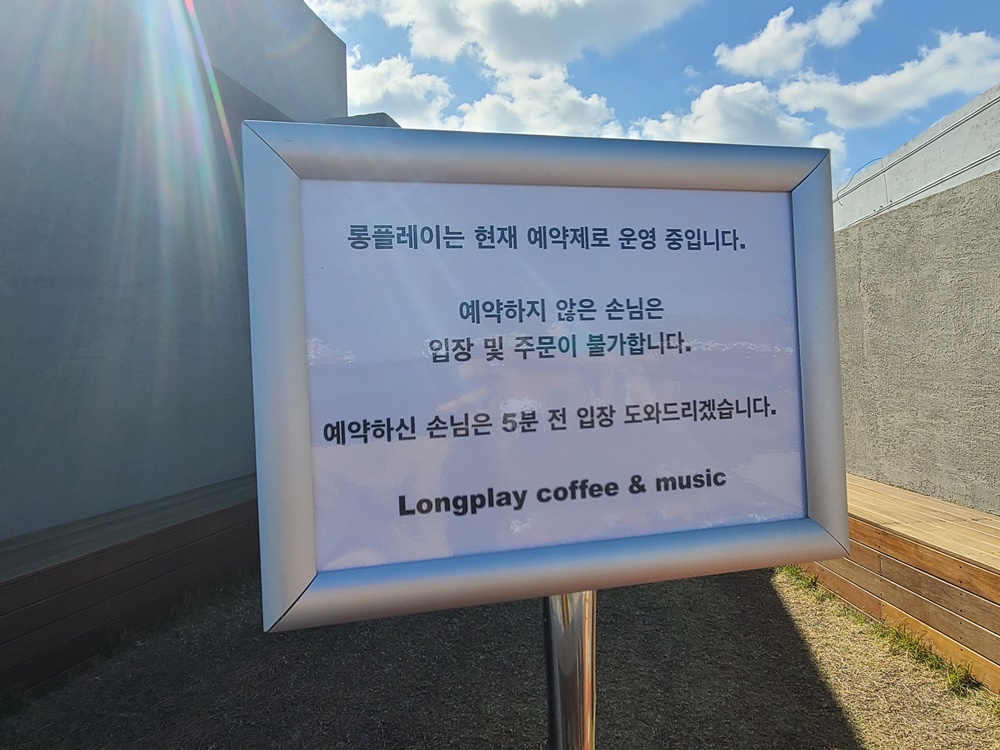 롱플레이는 현재 예약제로 운영 중입니다.
예약하지 않은 손님은
입장 및 주문이 불가합니다.
예약하신 손님은 5분 전 입장 도와드리겠습니다.
Longplay coffee & music